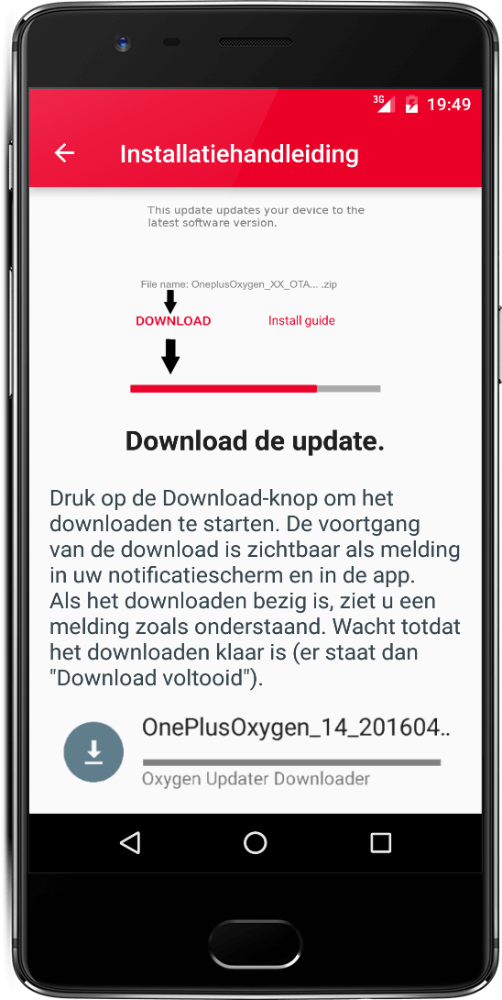 3G 19:49
Installatiehandleiding
This update updates your device to the
latest software version.
File name: OneplusOxygen_XX_OTA... .zip
DOWNLOAD Install guide
Download de update.
Druk op de Download-knop om het
downloaden te starten. De voortgang
van de download is zichtbaar als melding
in uw notificatiescherm en in de app.
Als het downloaden bezig is, ziet u een
melding zoals onderstaand. Wacht totdat
het downloaden klaar is (er staat dan
"Download voltooid").
OnePlusOxygen_14_201604..
Oxygen Updater Downloader